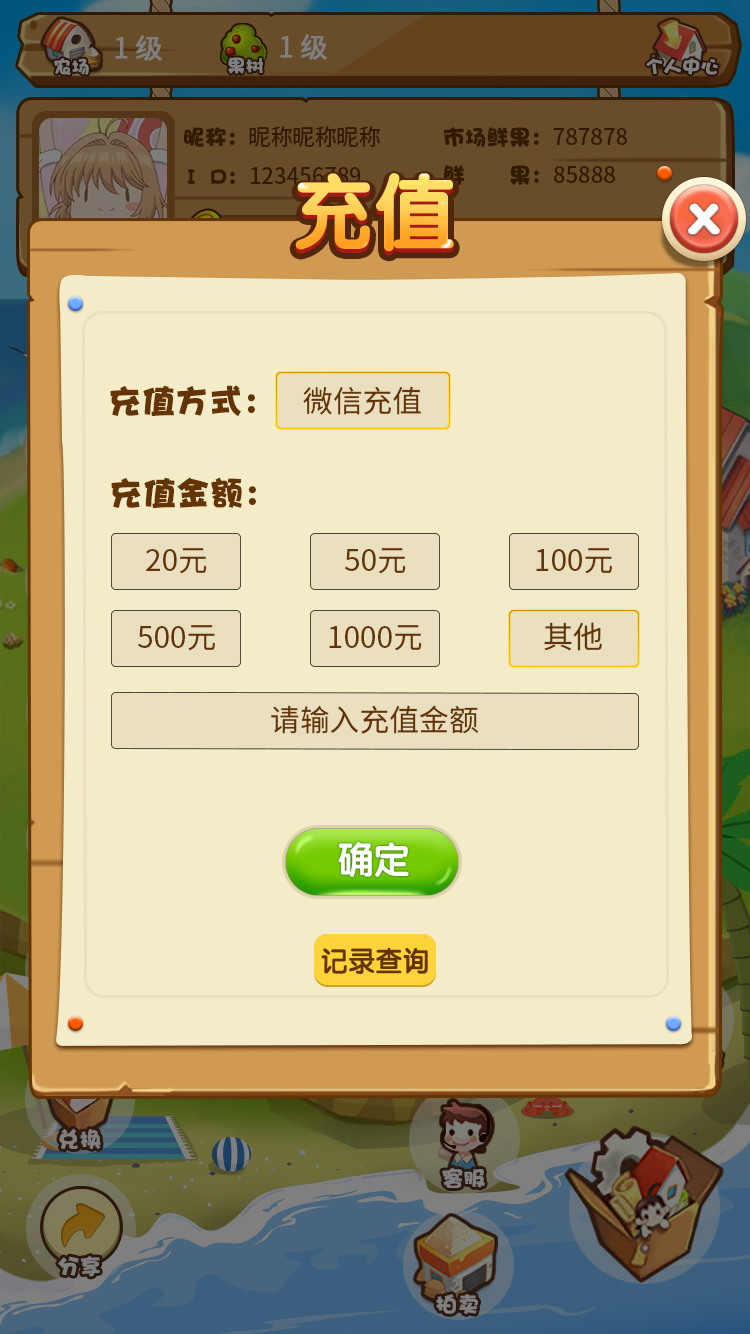 农场 1级 果树 1级 个人中心
昵称：昵称昵称昵称 市场鲜果：787878
ID：123456789 鲜果：85888
充值
充值方式：微信充值
充值金额：
20元 50元 100元
500元 1000元 其他
请输入充值金额
确定
记录查询
兑换 客服
分享 拍卖